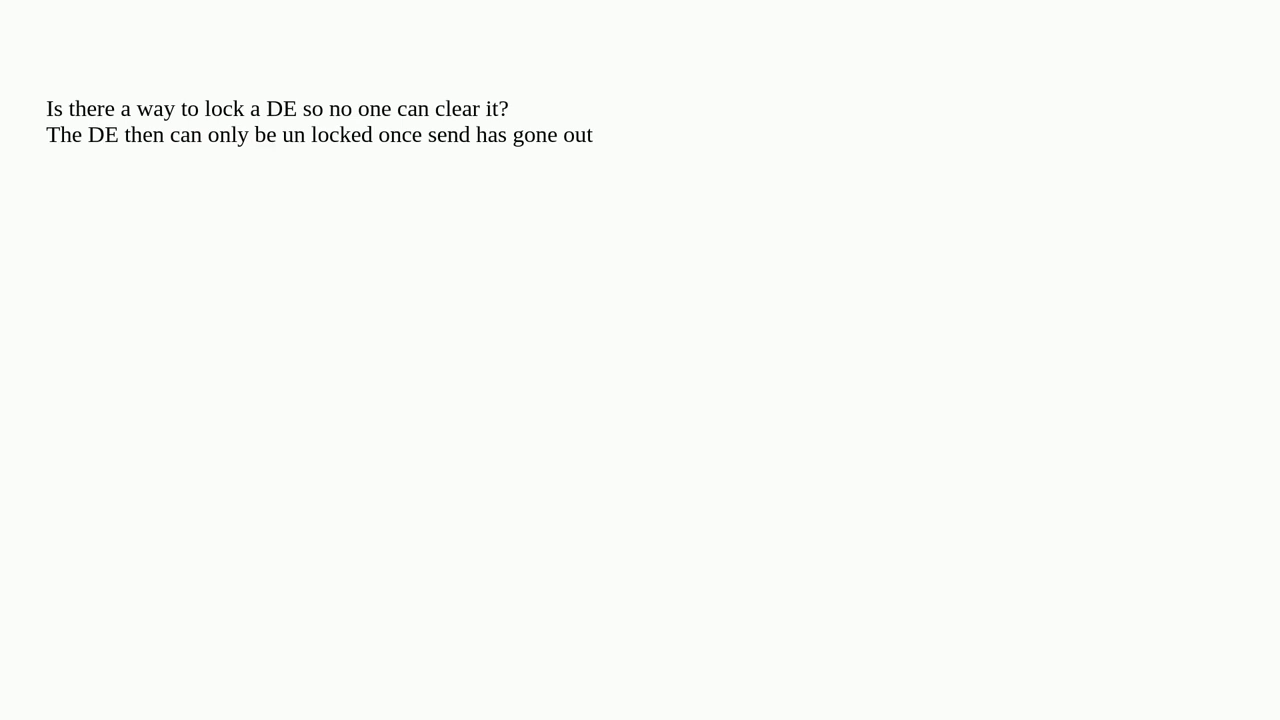 Is there a way to lock a DE so no one can clear it?
The DE then can only be un locked once send has gone out